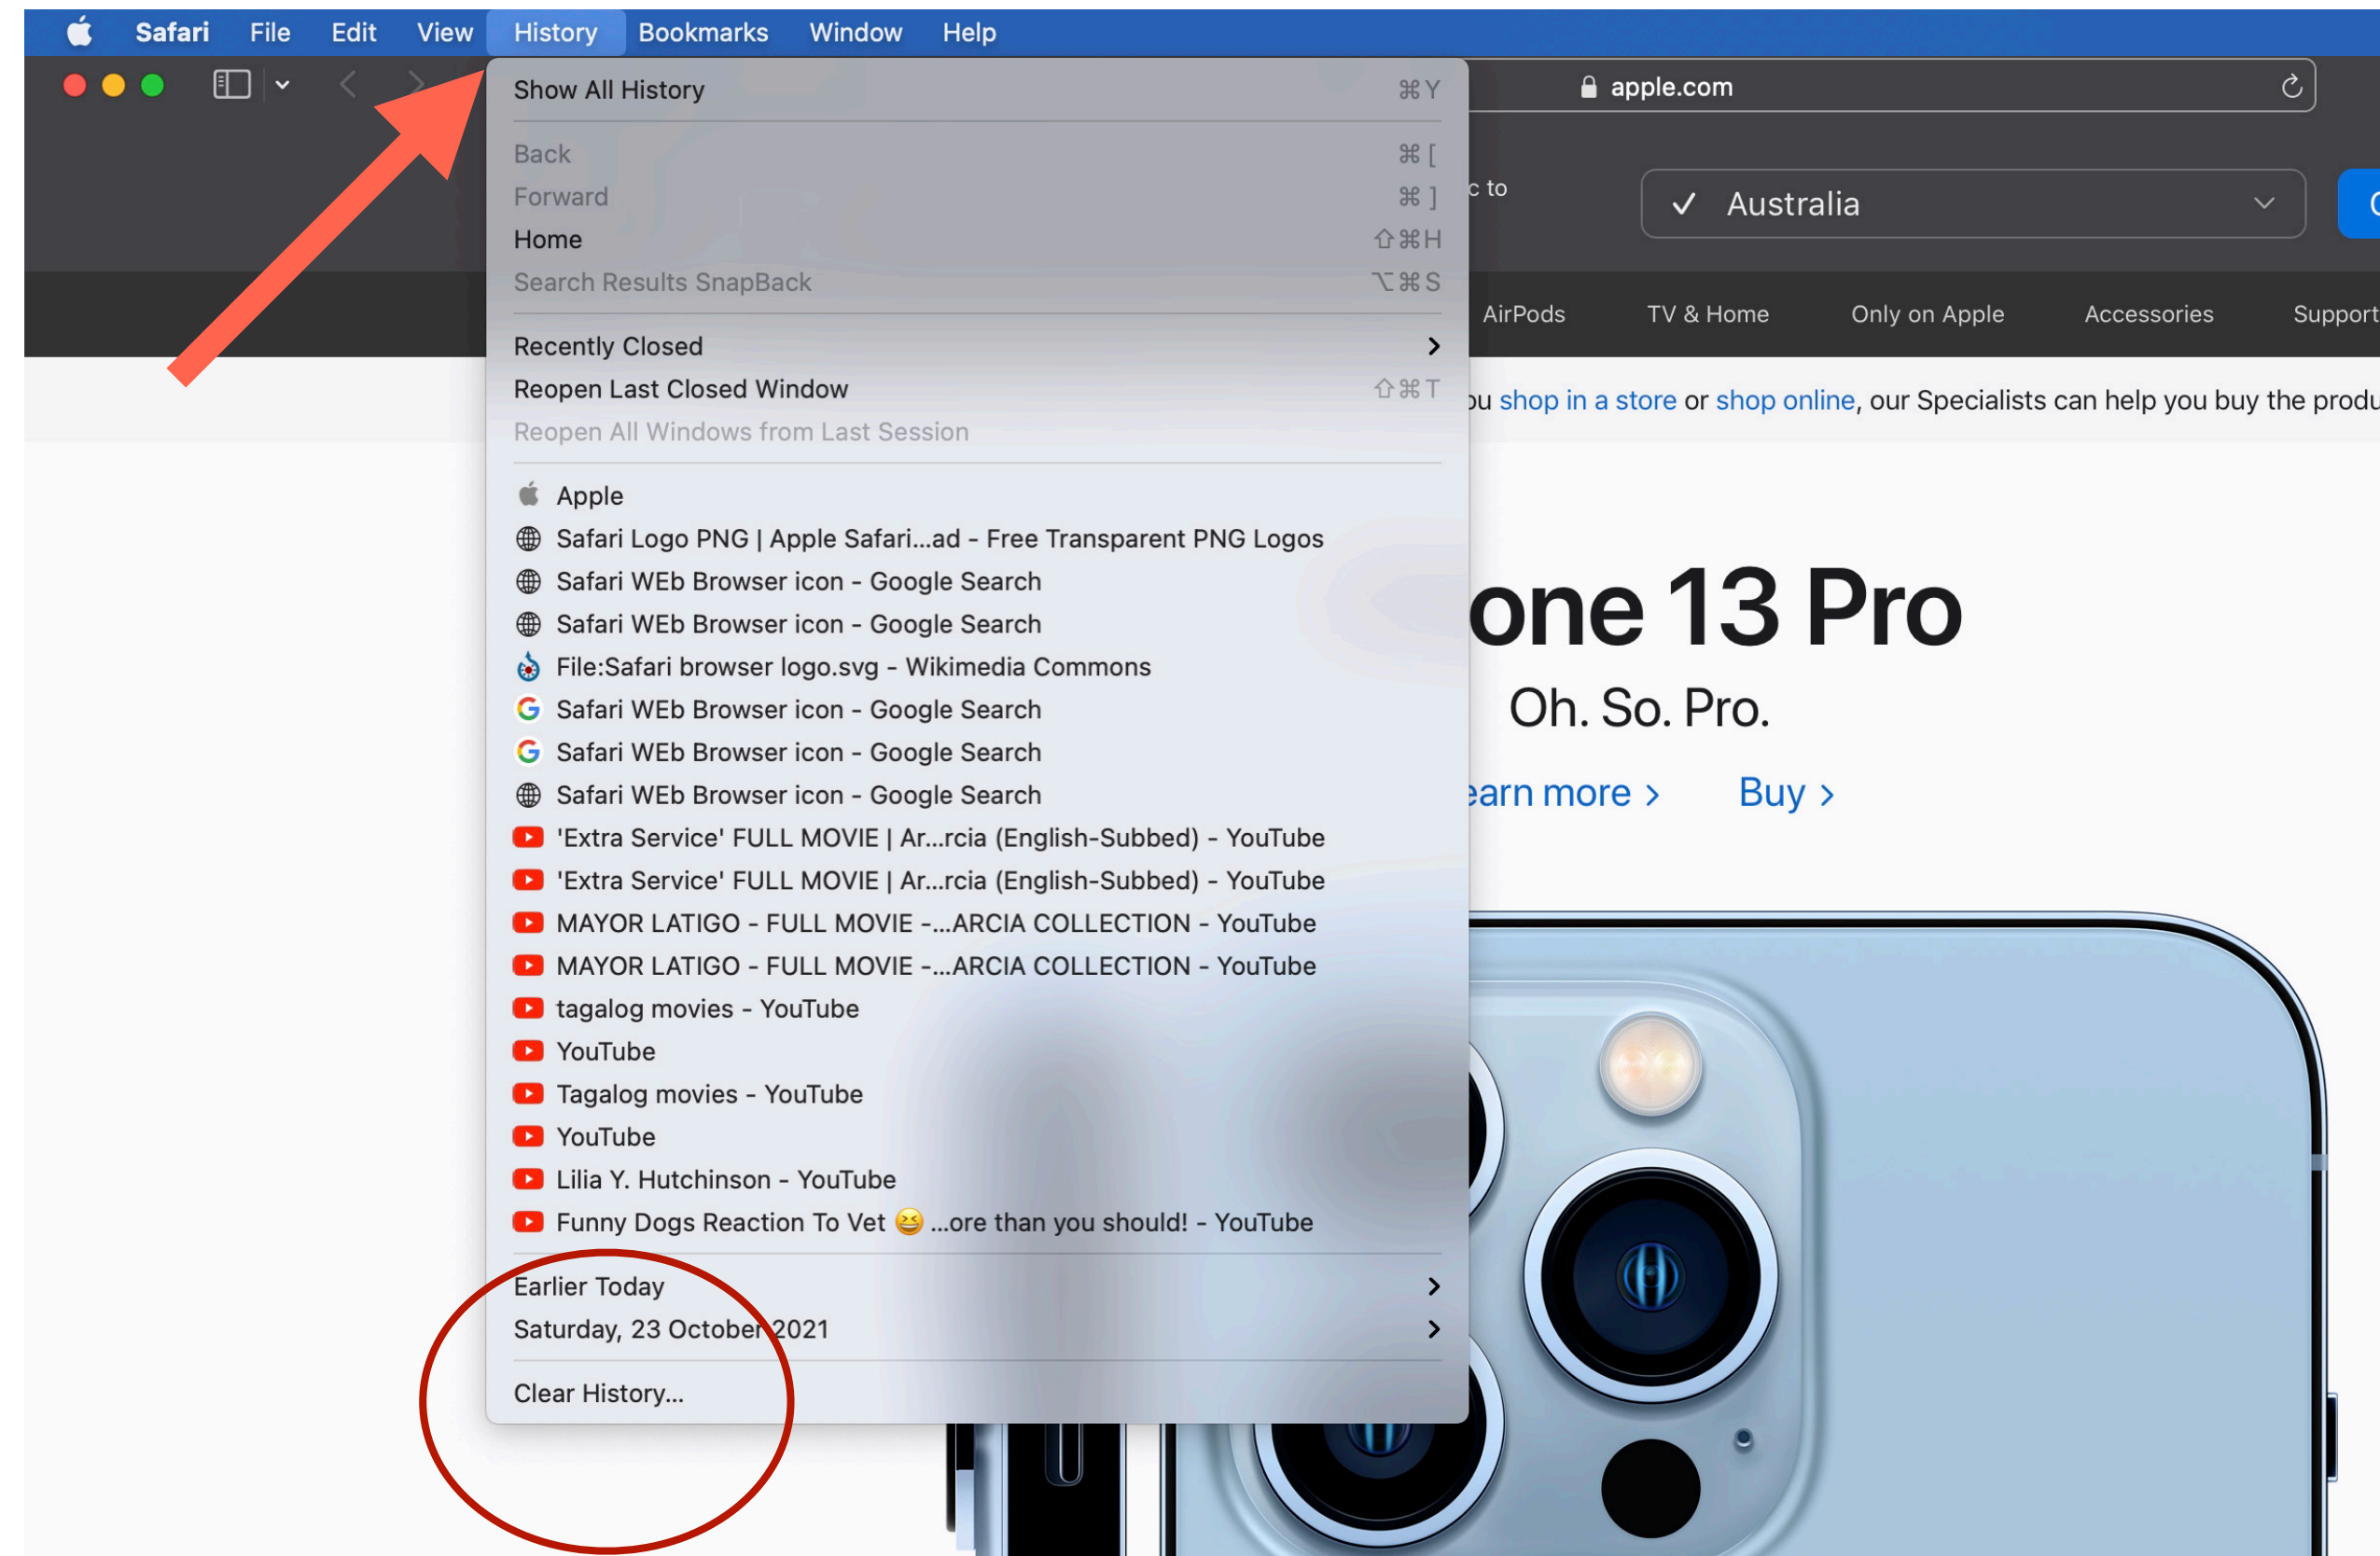 Safari File Edit View History Bookmarks Window Help
apple.com
Show All History ⌘Y
Back ⌘[
Forward ⌘]
Home ⇧⌘H
Search Results SnapBack ⌥⌘S
Recently Closed
Reopen Last Closed Window ⇧⌘T
Reopen All Windows from Last Session
Apple
Safari Logo PNG | Apple Safari...ad - Free Transparent PNG Logos
Safari WEb Browser icon - Google Search
Safari WEb Browser icon - Google Search
File:Safari browser logo.svg - Wikimedia Commons
Safari WEb Browser icon - Google Search
Safari WEb Browser icon - Google Search
Safari WEb Browser icon - Google Search
'Extra Service' FULL MOVIE | Ar...rcia (English-Subbed) - YouTube
'Extra Service' FULL MOVIE | Ar...rcia (English-Subbed) - YouTube
MAYOR LATIGO - FULL MOVIE -...ARCIA COLLECTION - YouTube
MAYOR LATIGO - FULL MOVIE -...ARCIA COLLECTION - YouTube
tagalog movies - YouTube
YouTube
Tagalog movies - YouTube
YouTube
Lilia Y. Hutchinson - YouTube
Funny Dogs Reaction To Vet 😆 ...ore than you should! - YouTube
Earlier Today
Saturday, 23 October 2021
Clear History...
c to
Australia
AirPods TV & Home Only on Apple Accessories Support
ou shop in a store or shop online, our Specialists can help you buy the produ
one 13 Pro
Oh. So. Pro.
earn more > Buy >